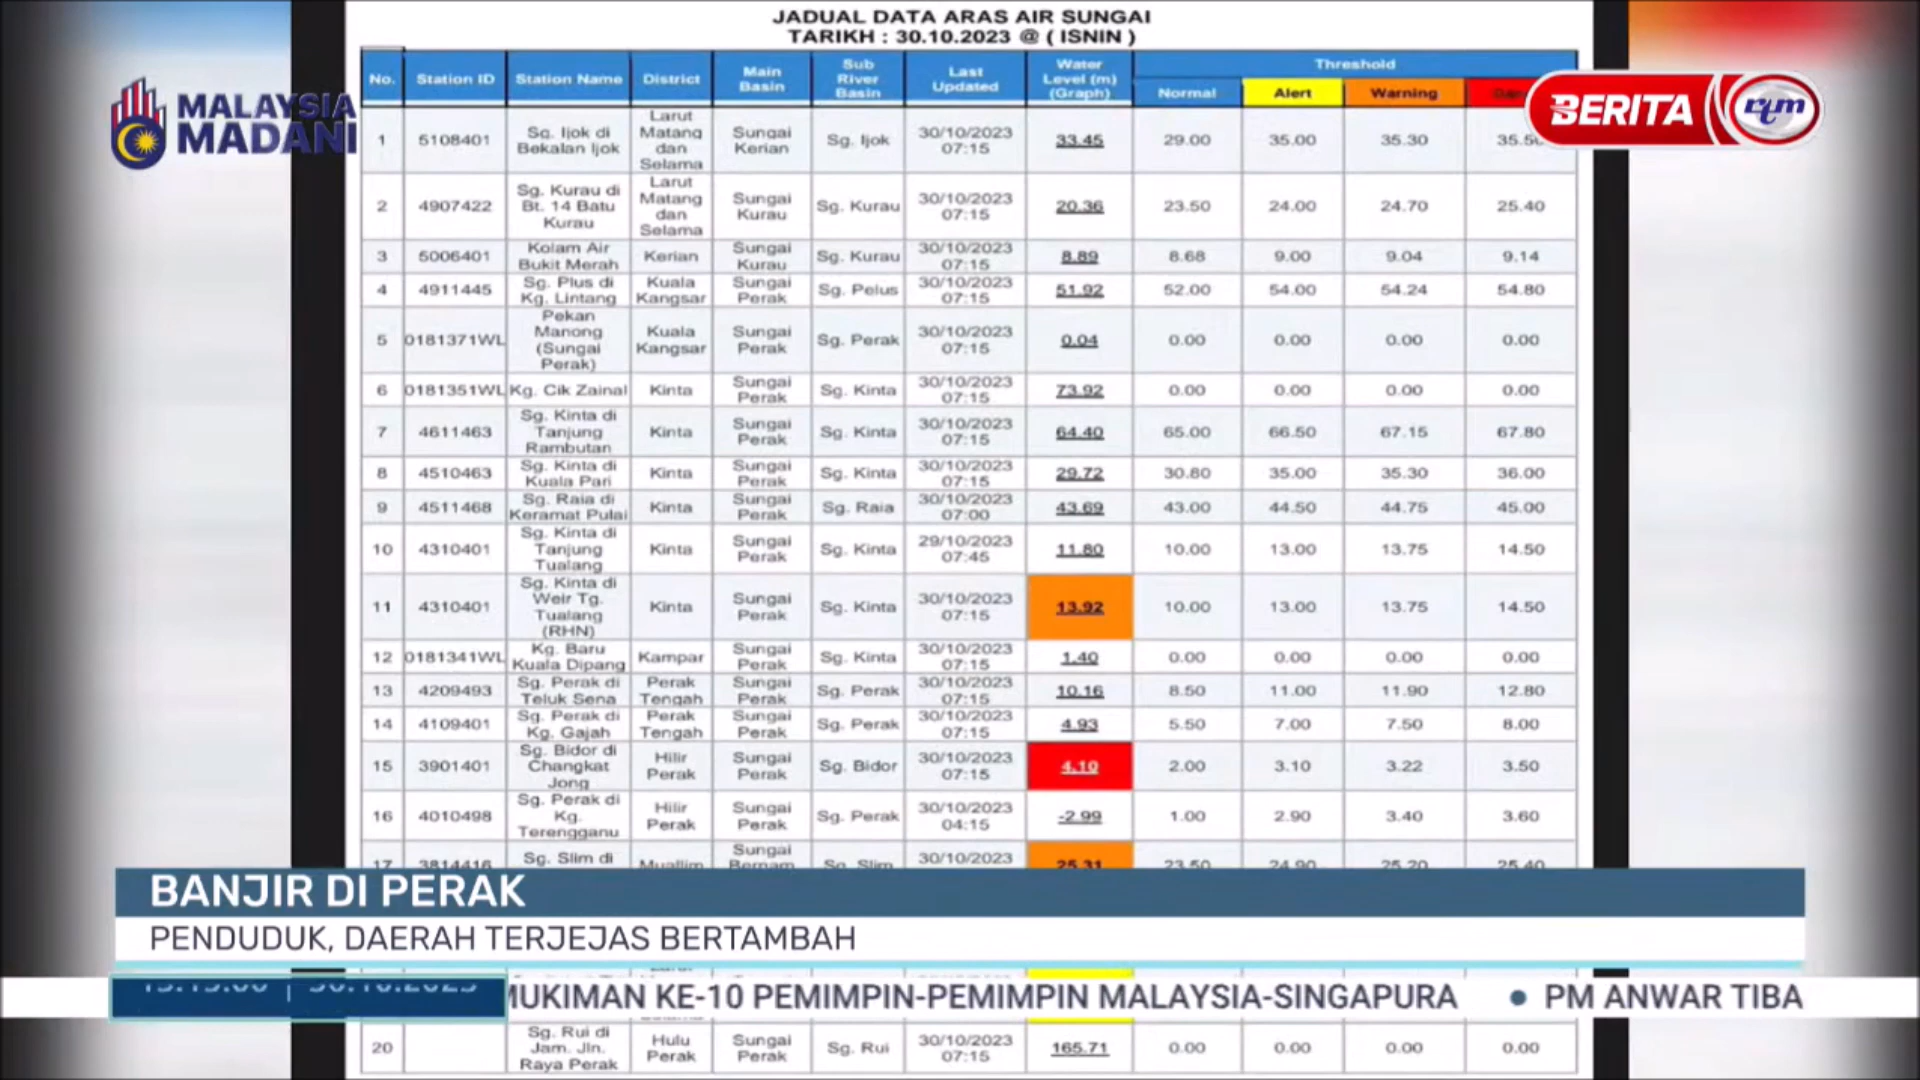 JADUAL DATA ARAS AIR SUNGAI
TARIKH : 30.10.2023 @ ( ISNIN )
MALAYSIA
MADANI
BERITA rtm
No. Station ID Station Name District Main Basin Sub River Basin Last Updated Water Level (m) (Graph) Threshold
Normal Alert Warning
1 5108401 Sg. Ijok di Bekalan Ijok Larut Matang dan Selama Sungai Kerian Sg. Ijok 30/10/2023 07:15 33.45 29.00 35.00 35.30 35.50
2 4907422 Sg. Kurau di Bt. 14 Batu Kurau Larut Matang dan Selama Sungai Kurau Sg. Kurau 30/10/2023 07:15 20.36 23.50 24.00 24.70 25.40
3 5006401 Kolam Air Bukit Merah Kerian Sungai Kurau Sg. Kurau 30/10/2023 07:15 8.89 8.68 9.00 9.04 9.14
4 4911445 Sg. Plus di Kg. Lintang Kuala Kangsar Sungai Perak Sg. Pelus 30/10/2023 07:15 51.92 52.00 54.00 54.24 54.80
5 0181371WL Pekan Manong (Sungai Perak) Kuala Kangsar Sungai Perak Sg. Perak 30/10/2023 07:15 0.04 0.00 0.00 0.00 0.00
6 0181351WL Kg. Cik Zainal Kinta Sungai Perak Sg. Kinta 30/10/2023 07:15 73.92 0.00 0.00 0.00 0.00
7 4611463 Sg. Kinta di Tanjung Rambutan Kinta Sungai Perak Sg. Kinta 30/10/2023 07:15 64.40 65.00 66.50 67.15 67.80
8 4510463 Sg. Kinta di Kuala Pari Kinta Sungai Perak Sg. Kinta 30/10/2023 07:15 29.72 30.80 35.00 35.30 36.00
9 4511468 Sg. Raia di Keramat Pulai Kinta Sungai Perak Sg. Raia 30/10/2023 07:00 43.69 43.00 44.50 44.75 45.00
10 4310401 Sg. Kinta di Tanjung Tualang Kinta Sungai Perak Sg. Kinta 29/10/2023 07:45 11.80 10.00 13.00 13.75 14.50
11 4310401 Sg. Kinta di Weir Tg. Tualang (RHN) Kinta Sungai Perak Sg. Kinta 30/10/2023 07:15 13.92 10.00 13.00 13.75 14.50
12 0181341WL Kg. Baru Kuala Dipang Kampar Sungai Perak Sg. Kinta 30/10/2023 07:15 1.40 0.00 0.00 0.00 0.00
13 4209493 Sg. Perak di Teluk Sena Perak Tengah Sungai Perak Sg. Perak 30/10/2023 07:15 10.16 8.50 11.00 11.90 12.80
14 4109401 Sg. Perak di Kg. Gajah Perak Tengah Sungai Perak Sg. Perak 30/10/2023 07:15 4.93 5.50 7.00 7.50 8.00
15 3901401 Sg. Bidor di Changkat Jong Hilir Perak Sungai Perak Sg. Bidor 30/10/2023 07:15 4.10 2.00 3.10 3.22 3.50
16 4010498 Sg. Perak di Kg. Terengganu Hilir Perak Sungai Perak Sg. Perak 30/10/2023 04:15 -2.99 1.00 2.90 3.40 3.60
17 3814416 Sg. Slim di Muallim Sungai Bernam Sg. Slim 30/10/2023 25.31 23.50 24.90 25.20 25.40
BANJIR DI PERAK
PENDUDUK, DAERAH TERJEJAS BERTAMBAH
MUKIMAN KE-10 PEMIMPIN-PEMIMPIN MALAYSIA-SINGAPURA • PM ANWAR TIBA
20 Sg. Rui di Jam. Jln. Raya Perak Hulu Perak Sungai Perak Sg. Rui 30/10/2023 07:15 165.71 0.00 0.00 0.00 0.00